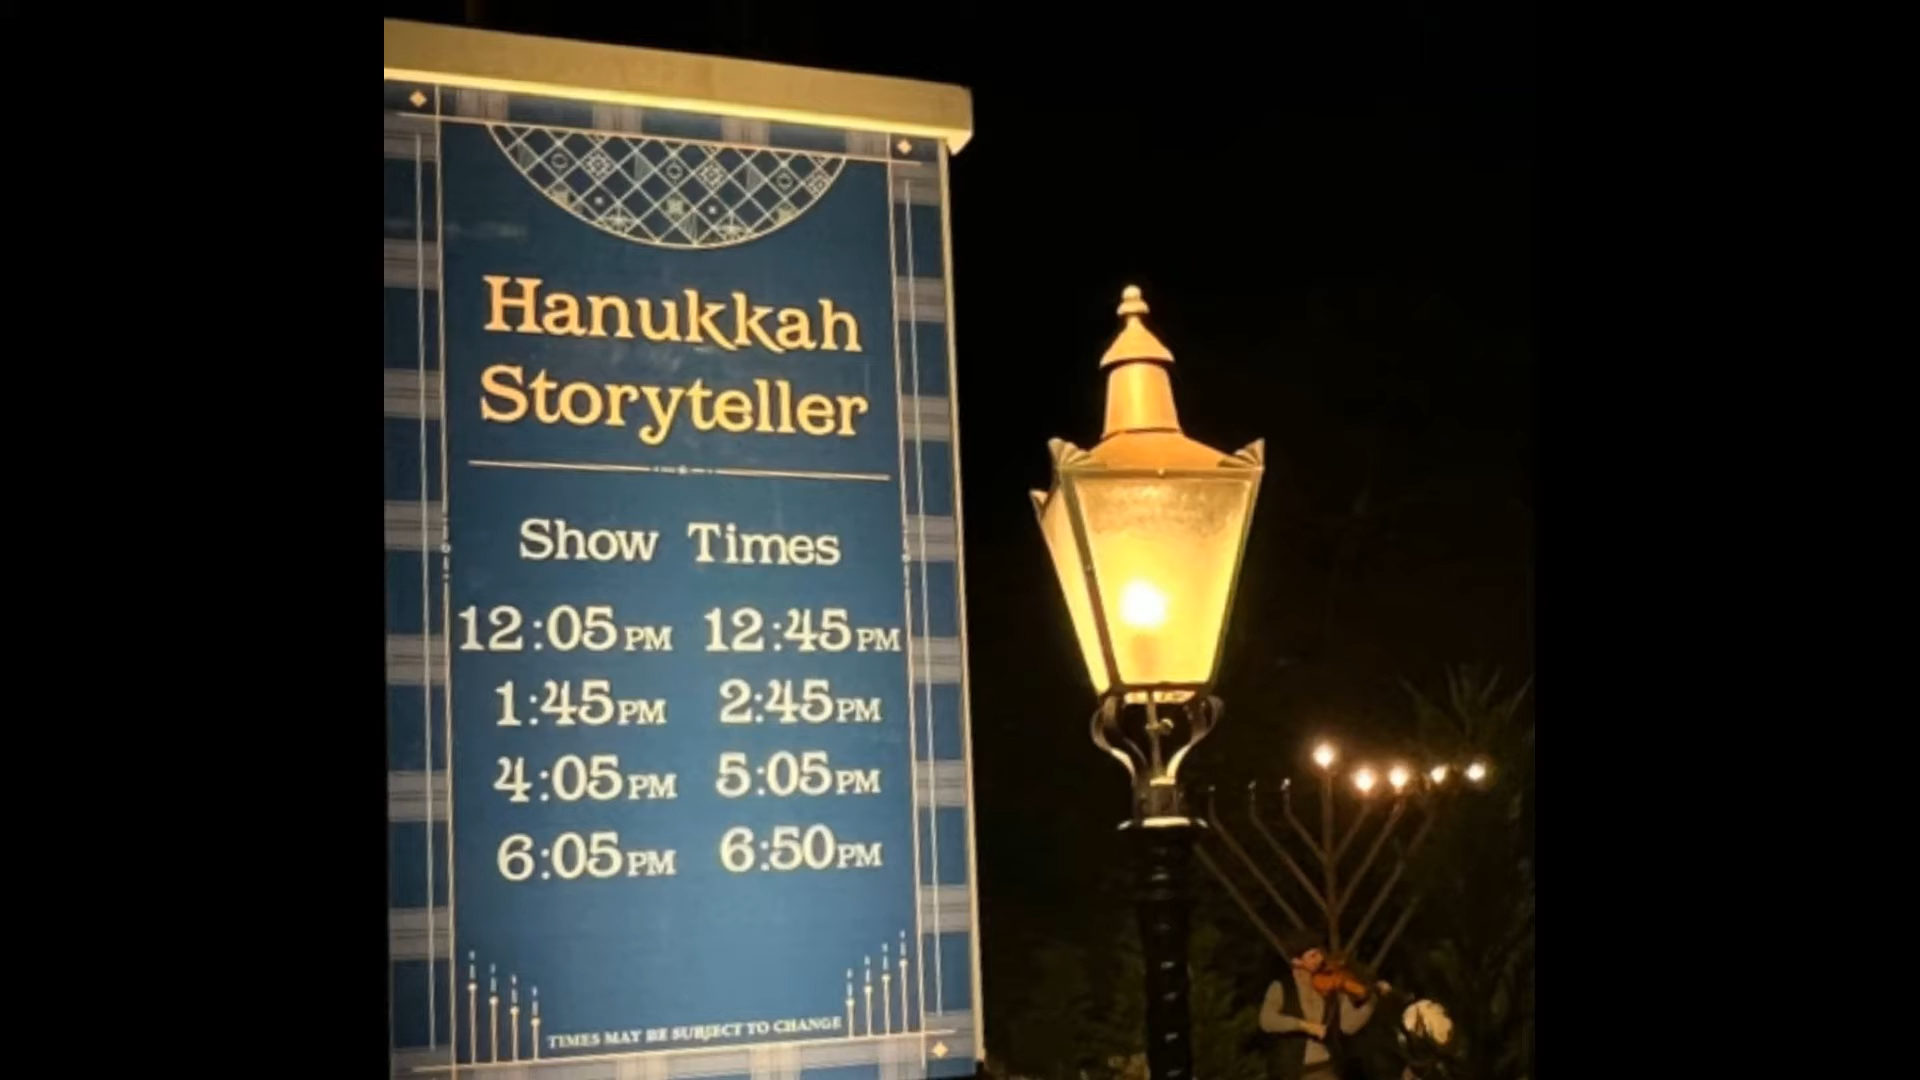 Hanukkah
Storyteller
Show Times
12:05PM 12:45PM
1:45PM 2:45PM
4:05PM 5:05PM
6:05PM 6:50PM
TIMES MAY BE SUBJECT TO CHANGE